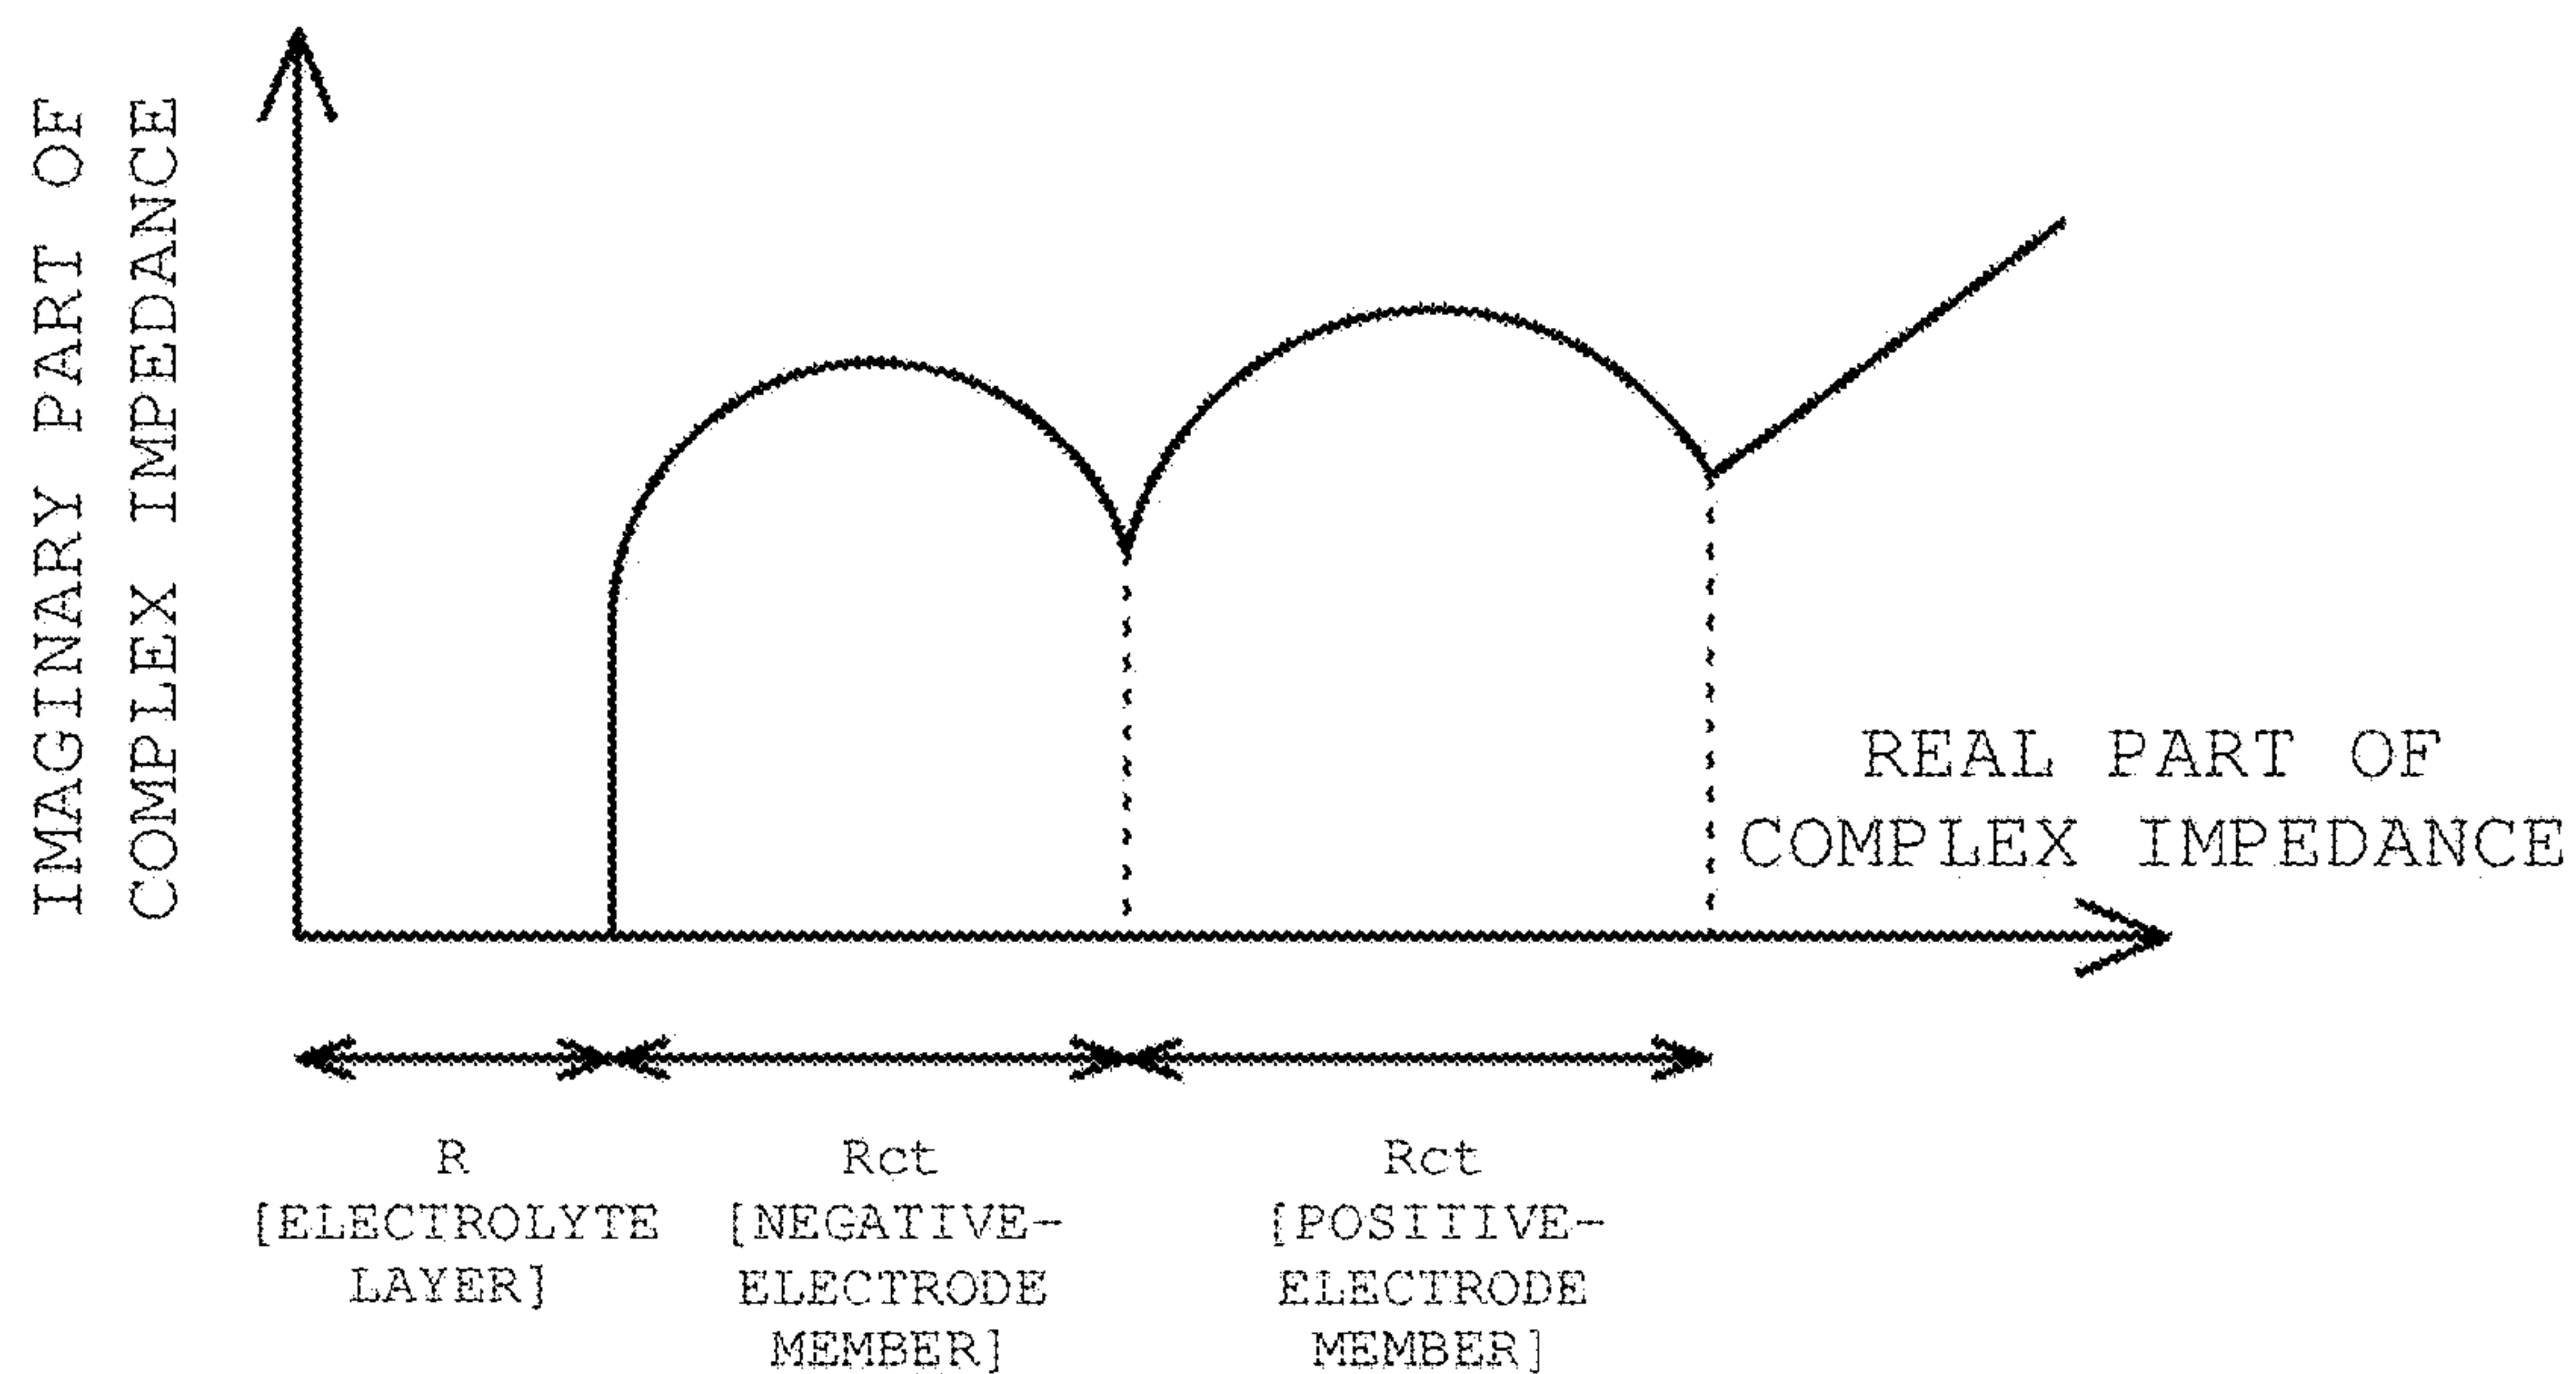 IMAGINARY PART OF
COMPLEX IMPEDANCE
REAL PART OF
COMPLEX IMPEDANCE
R
[ELECTROLYTE
LAYER]
Rct
[NEGATIVE-
ELECTRODE
MEMBER]
Rct
[POSITIVE-
ELECTRODE
MEMBER]